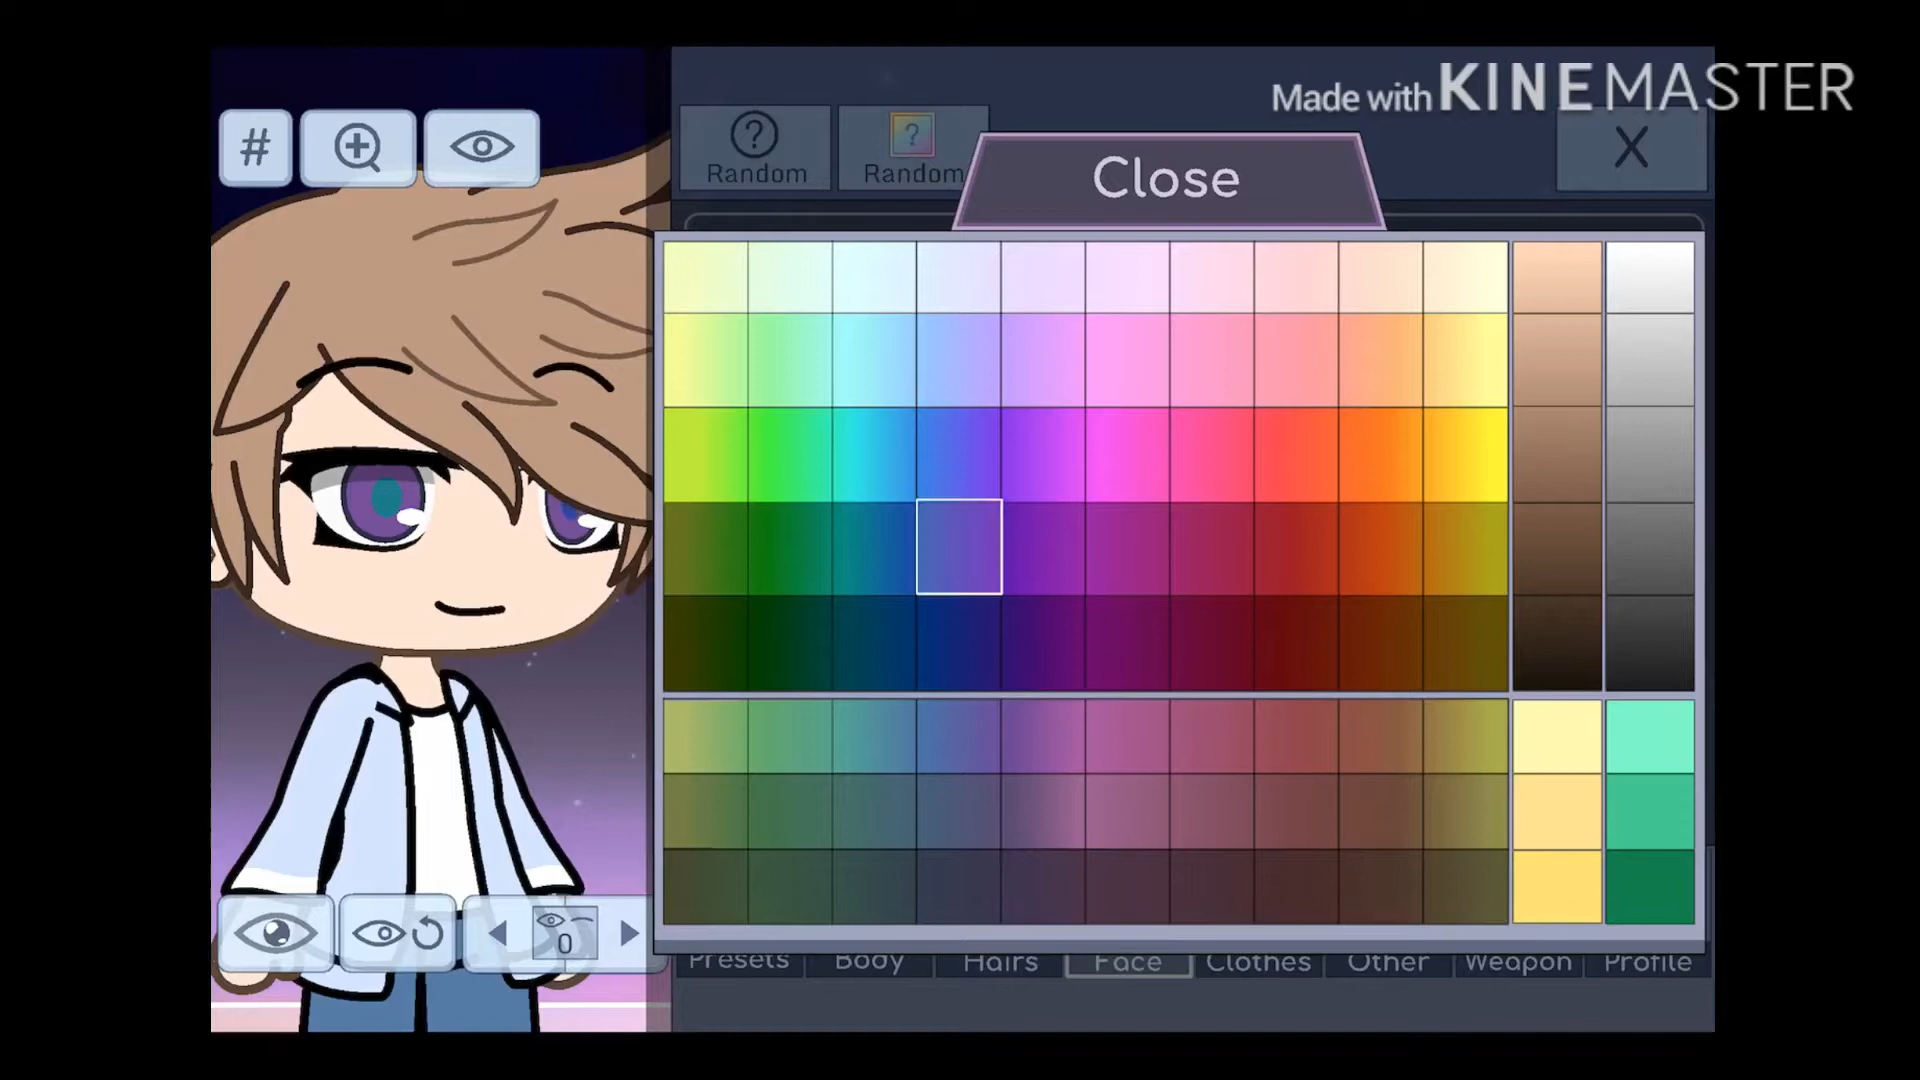 Made with KINEMASTER
#
?
Random
?
Random
X
Close
0
Presets
Body
Hairs
Face
Clothes
Other
Weapon
Profile